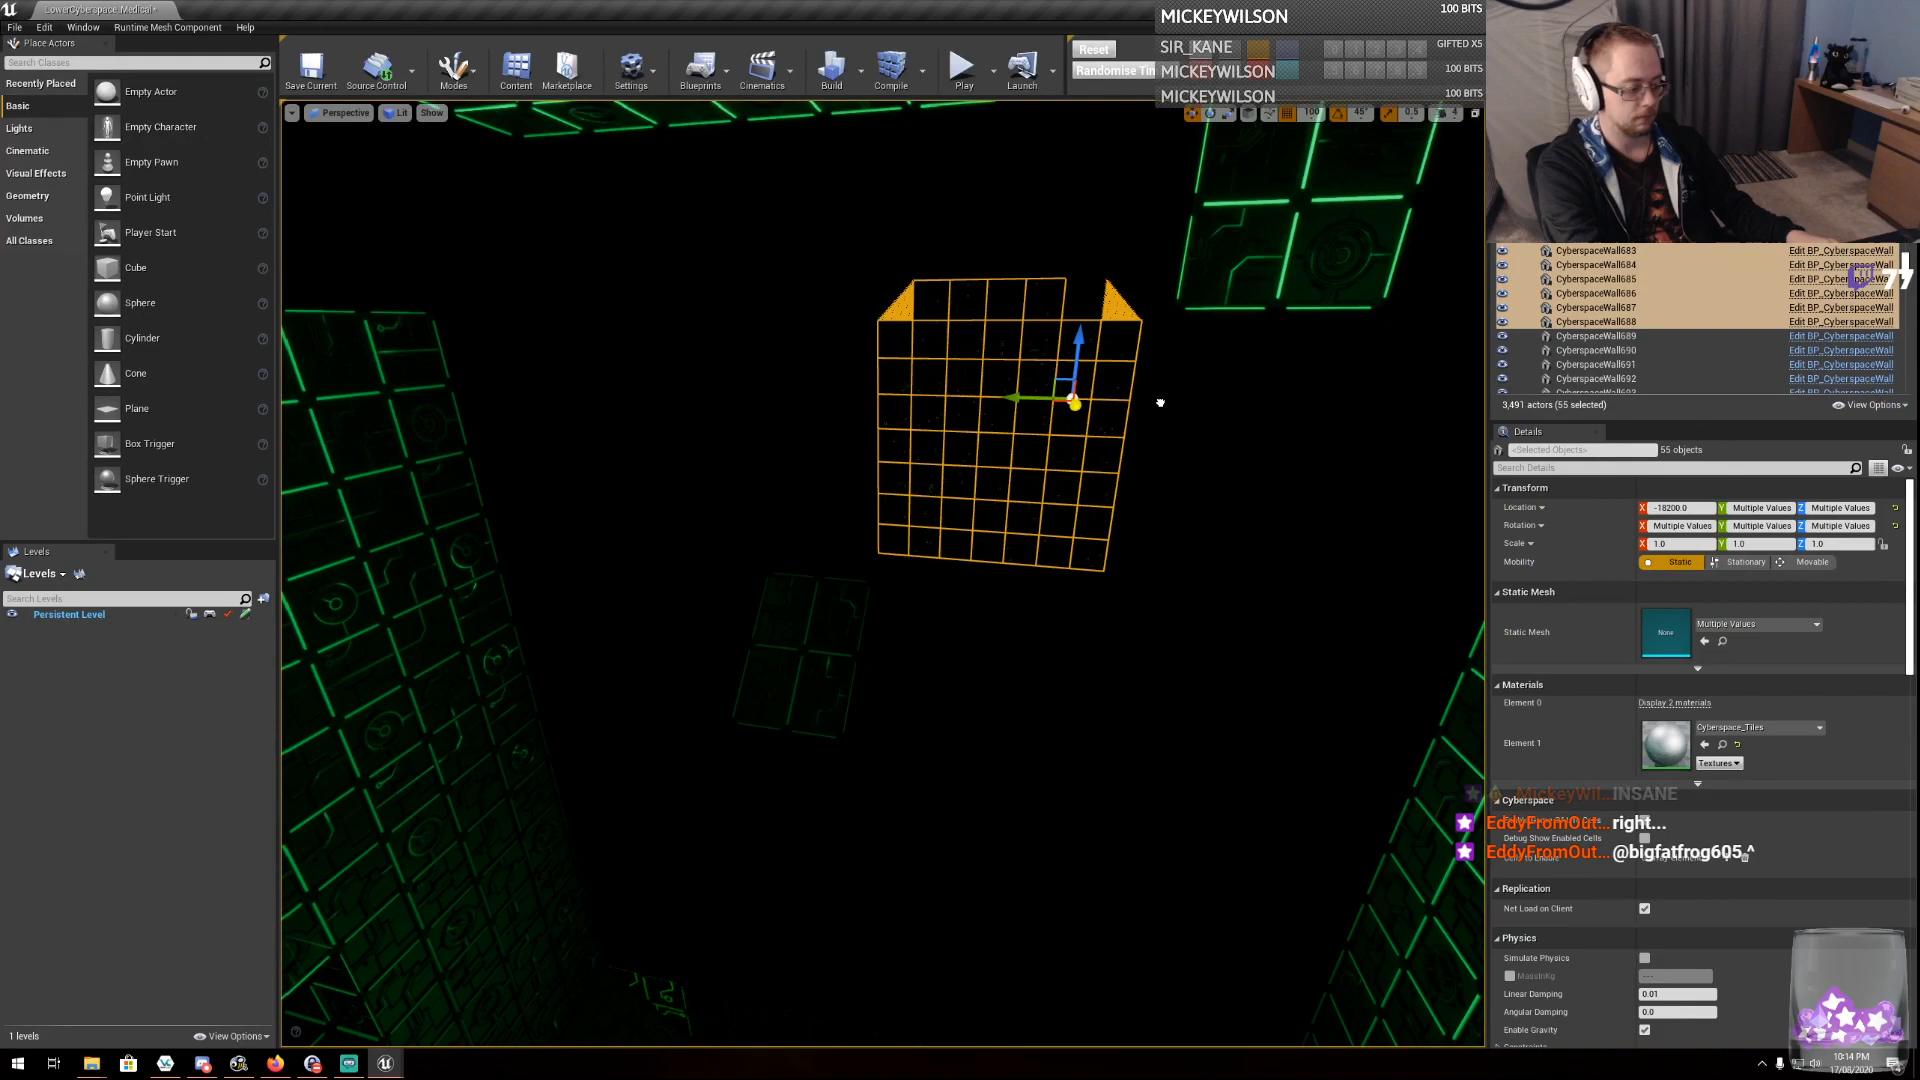 LowerCyberspace_Medical*
File Edit Window Runtime Mesh Component Help
Place Actors
Search Classes
Recently Placed
Basic
Lights
Cinematic
Visual Effects
Geometry
Volumes
All Classes
Empty Actor
Empty Character
Empty Pawn
Point Light
Player Start
Cube
Sphere
Cylinder
Cone
Plane
Box Trigger
Sphere Trigger
Levels
Levels
Search Levels
Persistent Level
1 levels
View Options
Save Current
Source Control
Modes
Content
Marketplace
Settings
Blueprints
Cinematics
Build
Compile
Play
Launch
Reset
Randomise Tin
Perspective
Lit
Show
100
45°
0.5
4
MICKEYWILSON 100 BITS
SIR_KANE GIFTED X5
MICKEYWILSON 100 BITS
MICKEYWILSON 100 BITS
CyberspaceWall683 Edit BP_CyberspaceWall
CyberspaceWall684 Edit BP_CyberspaceWall
CyberspaceWall685 Edit BP_CyberspaceWall
CyberspaceWall686 Edit BP_CyberspaceWall
CyberspaceWall687 Edit BP_CyberspaceWall
CyberspaceWall688 Edit BP_CyberspaceWall
CyberspaceWall689 Edit BP_CyberspaceWall
CyberspaceWall690 Edit BP_CyberspaceWall
CyberspaceWall691 Edit BP_CyberspaceWall
CyberspaceWall692 Edit BP_CyberspaceWall
77
3,491 actors (55 selected)
View Options
Details
<Selected Objects>
55 objects
Search Details
Transform
Location X -18200.0 Y Multiple Values Z Multiple Values
Rotation X Multiple Values Y Multiple Values Z Multiple Values
Scale X 1.0 Y 1.0 Z 1.0
Mobility Static Stationary Movable
Static Mesh
Static Mesh None Multiple Values
Materials
Element 0 Display 2 materials
Element 1 Cyberspace_Tiles
Textures
Cyberspace
MickeyWil... INSANE
EddyFromOut... right...
Debug Show Enabled Cells
EddyFromOut... @bigfatfrog605 ^
Replication
Net Load on Client
Physics
Simulate Physics
MassInKg ---
Linear Damping 0.01
Angular Damping 0.0
Enable Gravity
10:14 PM
17/08/2020